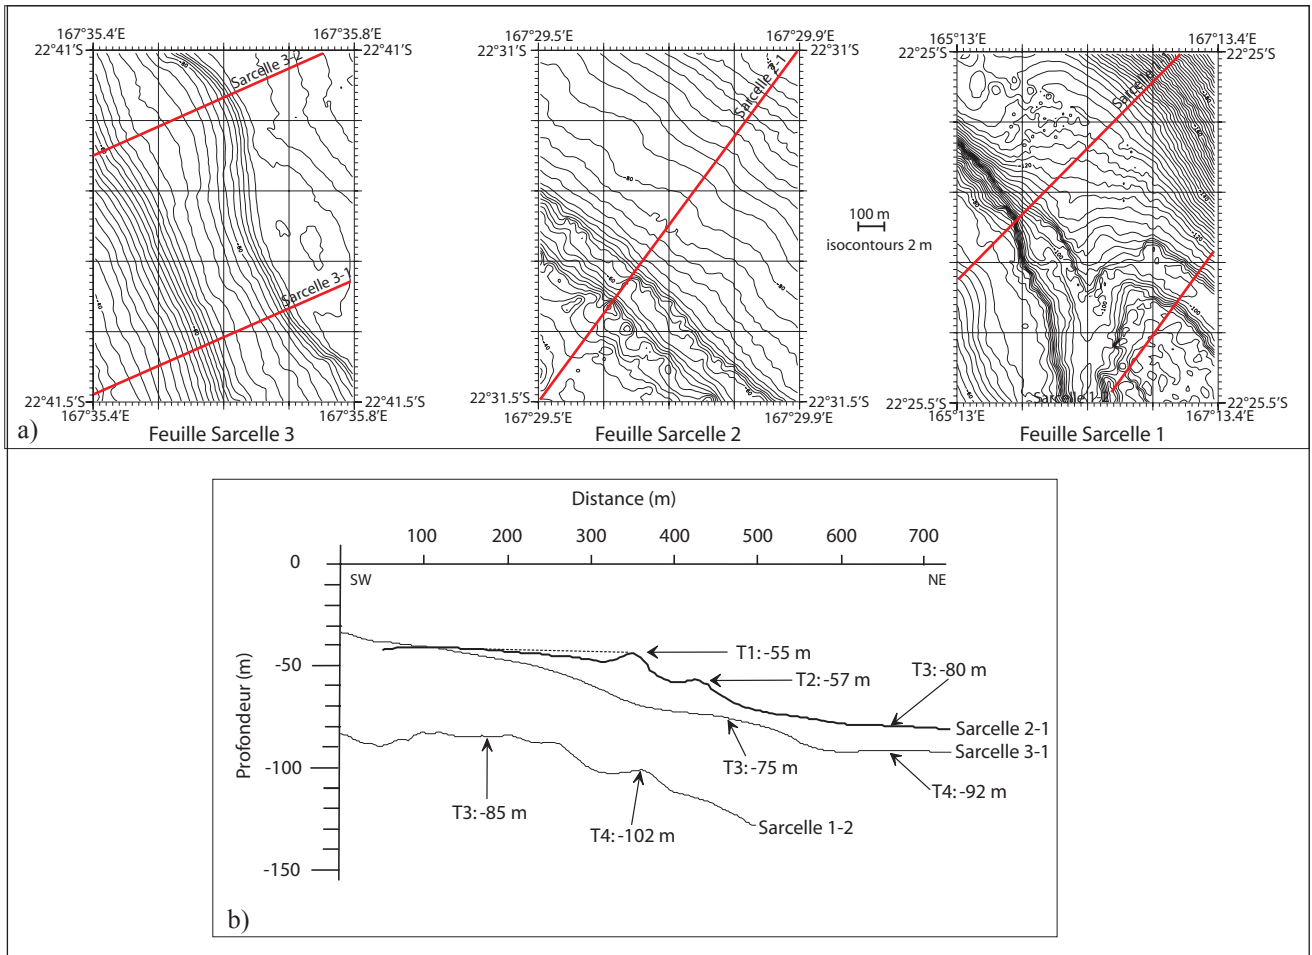 167°35.4′E 167°35.8′E
22°41′S 22°41′S
Sarcelle 3-2
Sarcelle 3-1
22°41.5′S 22°41.5′S
167°35.4′E 167°35.8′E
a) Feuille Sarcelle 3
167°29.5′E 167°29.9′E
22°31′S 22°31′S
Sarcelle 2-1
22°31.5′S 22°31.5′S
167°29.5′E 167°29.9′E
Feuille Sarcelle 2
100 m
isocontours 2 m
165°13′E 167°13.4′E
22°25′S 22°25′S
Sarcelle 1-2
22°25.5′S 22°25.5′S
165°13′E 167°13.4′E
Feuille Sarcelle 1
Distance (m)
100 200 300 400 500 600 700
0
SW NE
T1:-55 m
T2:-57 m
T3:-80 m
-50
Sarcelle 2-1
Sarcelle 3-1
T3:-75 m
T4:-92 m
-100
T3:-85 m
T4:-102 m
Sarcelle 1-2
-150
Profondeur (m)
b)